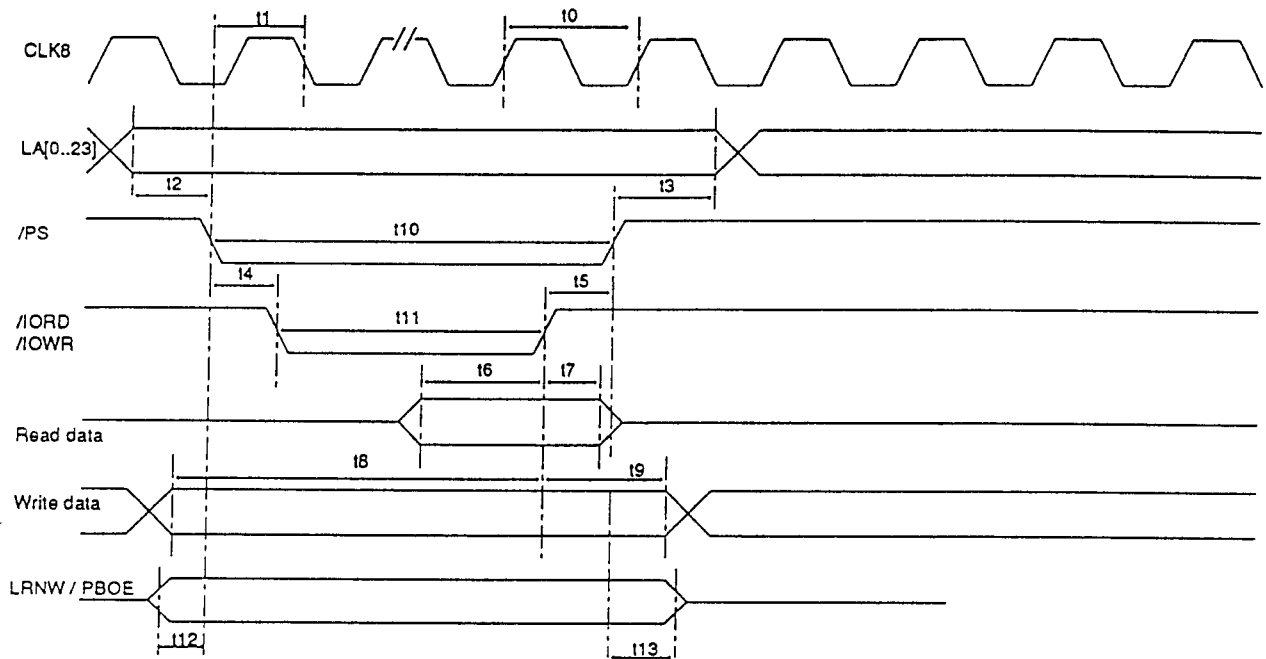 t1 t0
CLK8
LA[0..23]
t2 t3
/PS
t10
t4 t5
/IORD
/IOWR
t11
t6 t7
Read data
t8 t9
Write data
LRNW / PBOE
t12 t13